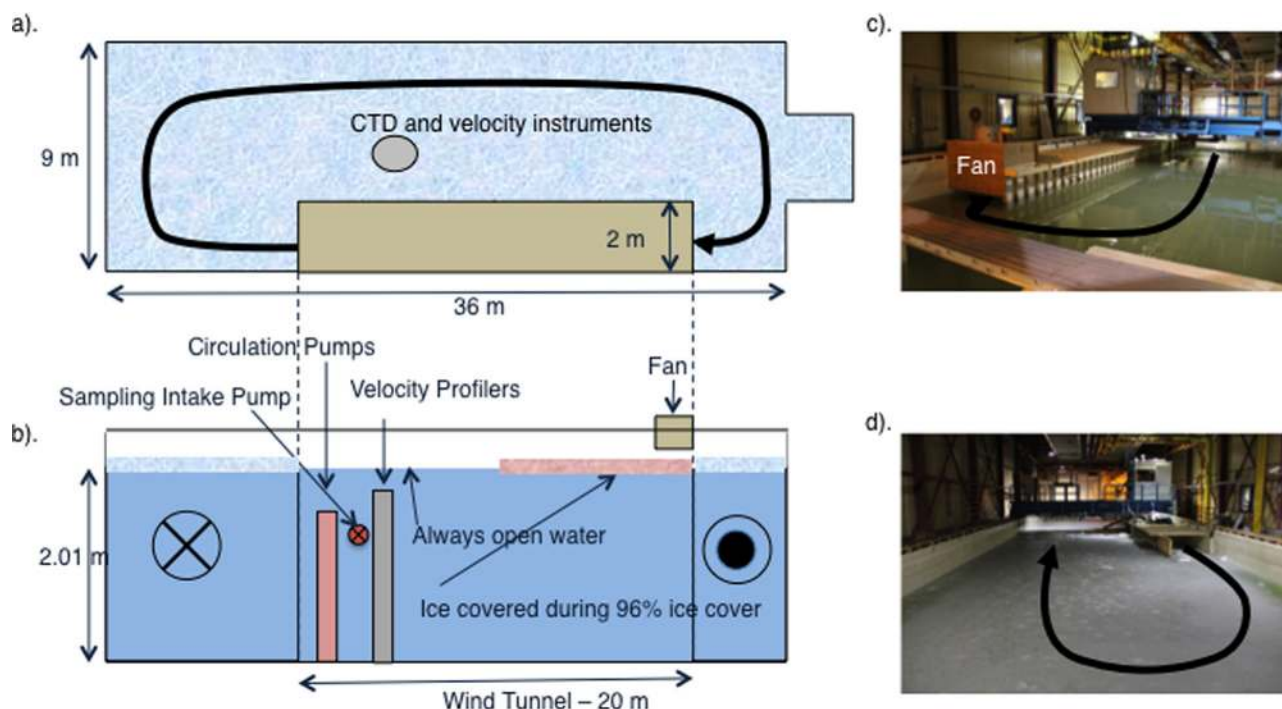 a).
CTD and velocity instruments
9 m
2 m
36 m
Circulation Pumps
Sampling Intake Pump
Velocity Profilers
Fan
b).
2.01 m
Always open water
Ice covered during 96% ice cover
Wind Tunnel – 20 m
c).
Fan
d).